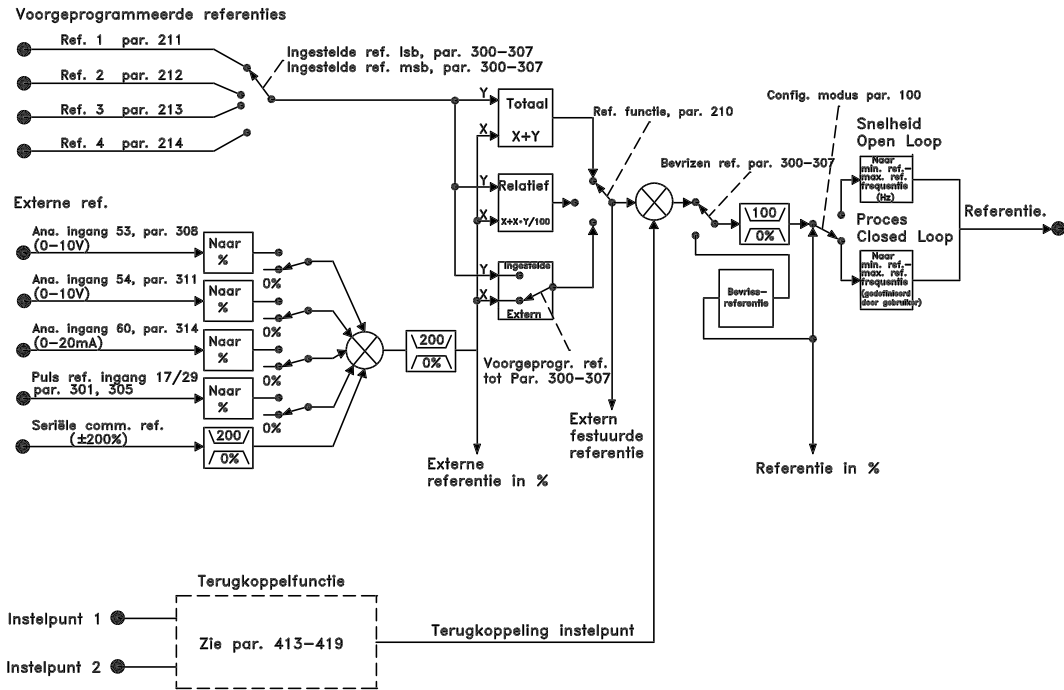 Voorgeprogrammeerde referenties
Ref. 1 par. 211
Ref. 2 par. 212
Ref. 3 par. 213
Ref. 4 par. 214
Ingestelde ref. lsb, par. 300-307
Ingestelde ref. msb, par. 300-307
Y
X
Totaal
X+Y
Y
X
Relatief
X+X*Y/100
Y
X
Ingestelde
Extern
Ref. functie, par. 210
Config. modus par. 100
Bevrizen ref. par. 300-307
100
0%
Bevries-
referentie
Snelheid
Open Loop
Naar
min. ref.-
max. ref.
frequentie
(Hz)
Proces
Closed Loop
Naar
min. ref.-
max. ref.
frequentie
(gedefinieerd
door gebruiker)
Referentie.
Externe ref.
Ana. ingang 53, par. 308
(0-10V)
Naar
%
0%
Ana. ingang 54, par. 311
(0-10V)
Naar
%
0%
Ana. ingang 60, par. 314
(0-20mA)
Naar
%
0%
Puls ref. ingang 17/29
par. 301, 305
Naar
%
0%
Seriële comm. ref.
(±200%)
200
0%
200
0%
Voorgeprogr. ref.
tot Par. 300-307
Externe
referentie in %
Extern
festuurde
referentie
Referentie in %
Terugkoppelfunctie
Instelpunt 1
Instelpunt 2
Zie par. 413-419
Terugkoppeling instelpunt